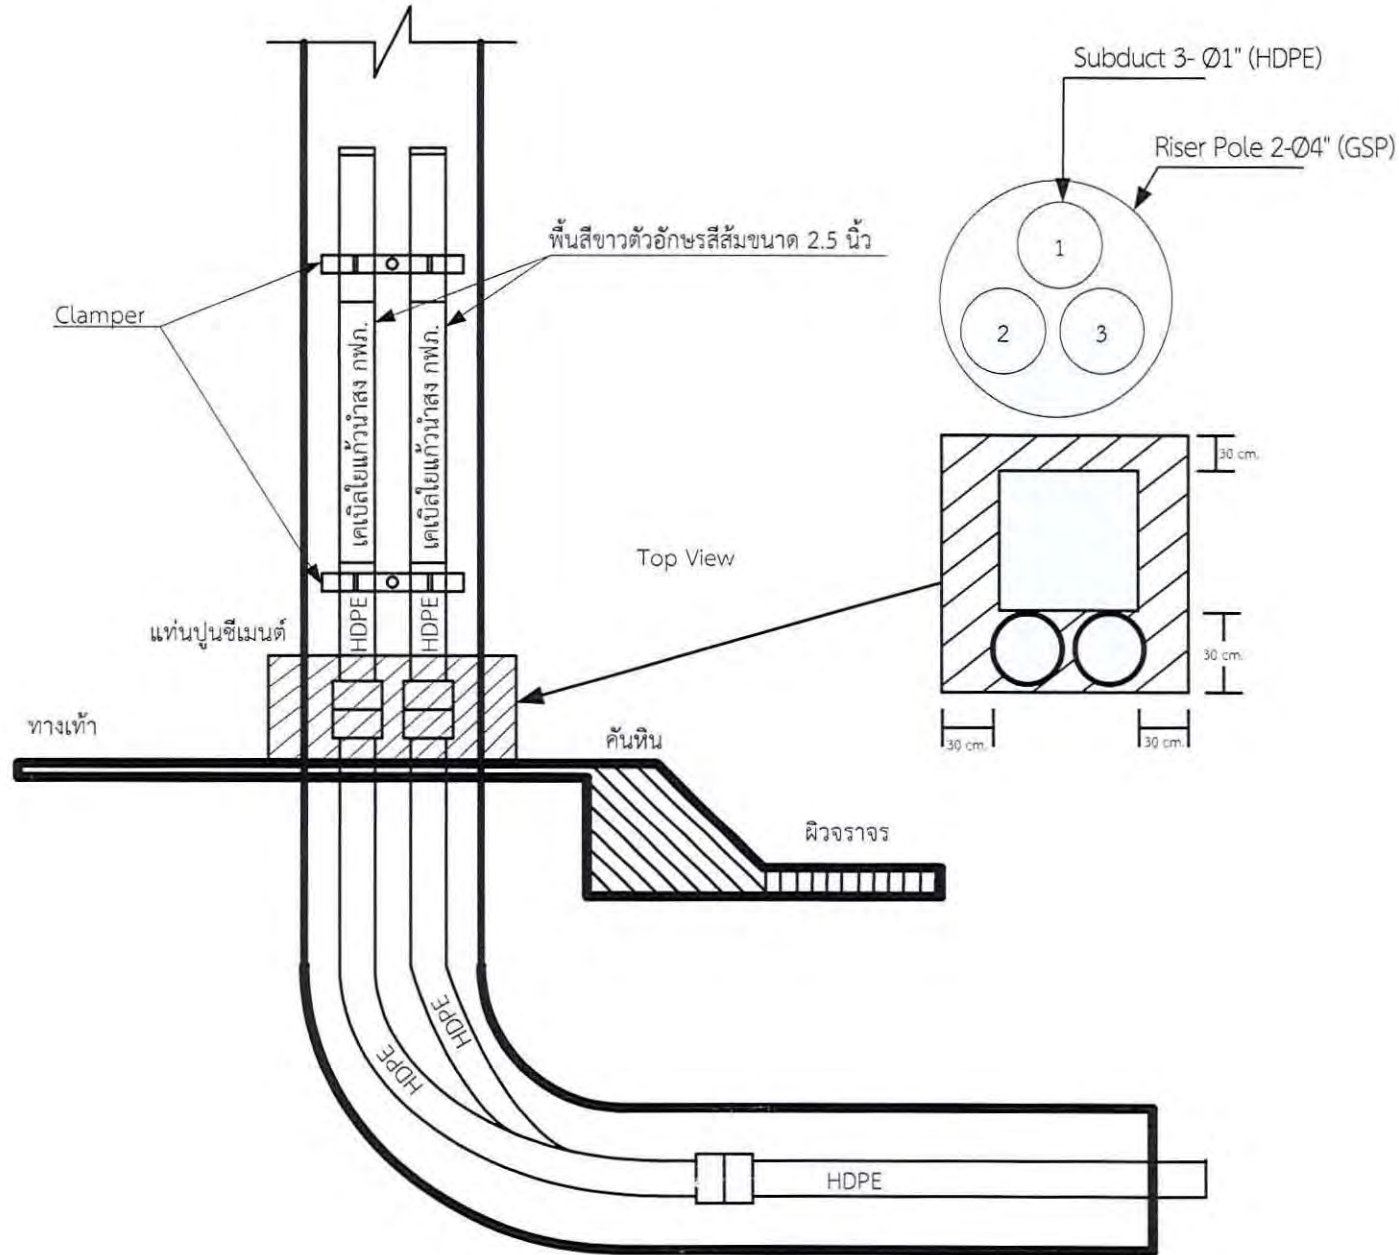 Subduct 3- Ø1" (HDPE)
Riser Pole 2-Ø4" (GSP)
1
2
3
พื้นสีขาวตัวอักษรสีส้มขนาด 2.5 นิ้ว
Clamper
เคเบิลใยแก้วนำสง กฟภ.
เคเบิลใยแก้วนำสง กฟภ.
HDPE
HDPE
30 cm.
Top View
30 cm.
30 cm.
30 cm.
แท่นปูนซีเมนต์
ทางเท้า
คันหิน
ผิวจราจร
HDPE
HDPE
HDPE